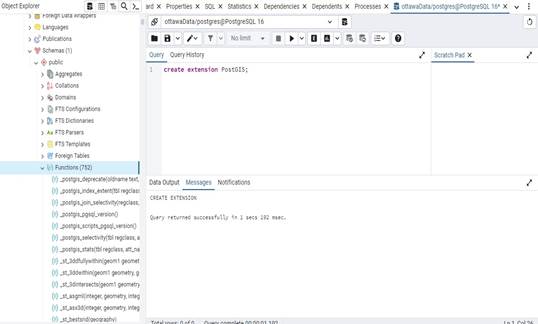 Object Explorer
ard
Properties
SQL
Statistics
Dependencies
Dependents
Processes
ottawaData/postgres@PostgreSQL 16*
Foreign Data Wrappers
Languages
Publications
Schemas (1)
public
Aggregates
Collations
Domains
FTS Configurations
FTS Dictionaries
FTS Parsers
FTS Templates
Foreign Tables
Functions (752)
_postgis_deprecate(oldname text,
_postgis_index_extent(tbl regclass
_postgis_join_selectivity(regclass,
_postgis_pgsql_version()
_postgis_scripts_pgsql_version()
_postgis_selectivity(tbl regclass, a
_postgis_stats(tbl regclass, att_na
_st_3ddfullywithin(geom1 geomet
_st_3ddwithin(geom1 geometry, g
_st_3dintersects(geom1 geometry
_st_asgml(integer, geometry, integ
_st_asx3d(integer, geometry, integ
_st_bestsrid(geography)
ottawaData/postgres@PostgreSQL 16
No limit
Query
Query History
Scratch Pad
1 create extension PostGIS;
Data Output
Messages
Notifications
CREATE EXTENSION
Query returned successfully in 1 secs 192 msec.
Total rows: 0 of 0
Query complete 00:00:01.192
Ln 1, Col 26